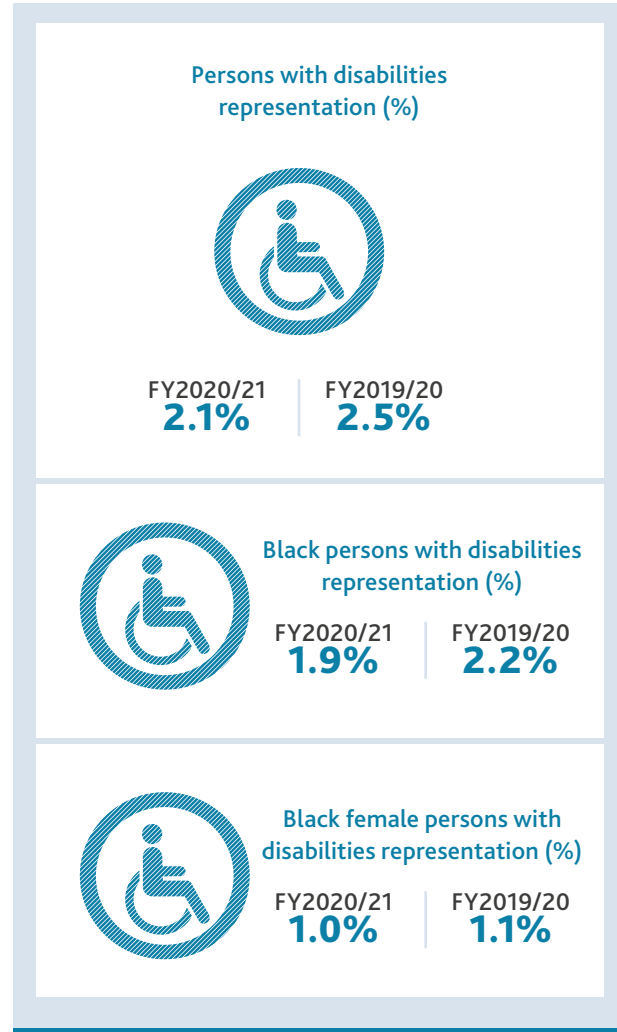 Persons with disabilities
representation (%)
FY2020/21 FY2019/20
2.1% 2.5%
Black persons with disabilities
representation (%)
FY2020/21 FY2019/20
1.9% 2.2%
Black female persons with
disabilities representation (%)
FY2020/21 FY2019/20
1.0% 1.1%